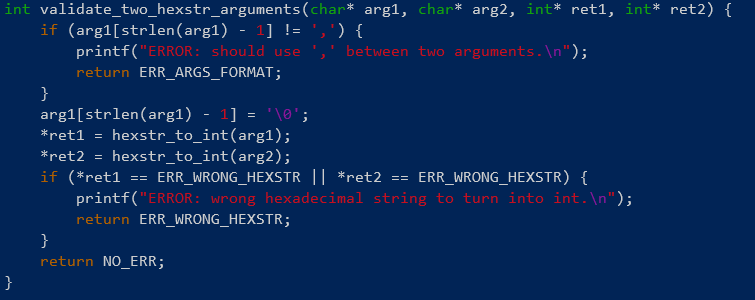 int validate_two_hexstr_arguments(char* arg1, char* arg2, int* ret1, int* ret2) {
    if (arg1[strlen(arg1) - 1] != ',') {
        printf("ERROR: should use ',' between two arguments.\n");
        return ERR_ARGS_FORMAT;
    }
    arg1[strlen(arg1) - 1] = '\0';
    *ret1 = hexstr_to_int(arg1);
    *ret2 = hexstr_to_int(arg2);
    if (*ret1 == ERR_WRONG_HEXSTR || *ret2 == ERR_WRONG_HEXSTR) {
        printf("ERROR: wrong hexadecimal string to turn into int.\n");
        return ERR_WRONG_HEXSTR;
    }
    return NO_ERR;
}